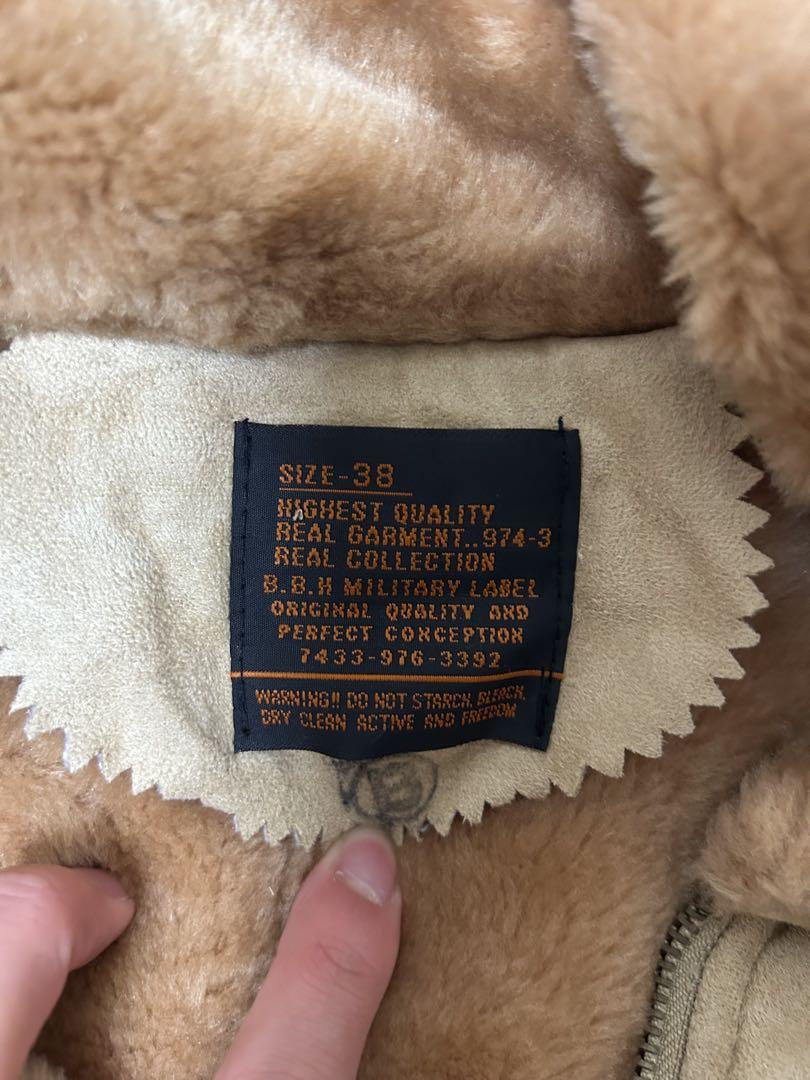 SIZE-38
HIGHEST QUALITY
REAL GARMENT..974-3
REAL COLLECTION
B.B.H MILITARY LABEL
ORIGINAL QUALITY AND
PERFECT CONCEPTION
7433-976-3392
WARNING!! DO NOT STARCH, BLEACH,
DRY CLEAN ACTIVE AND FREEDOM